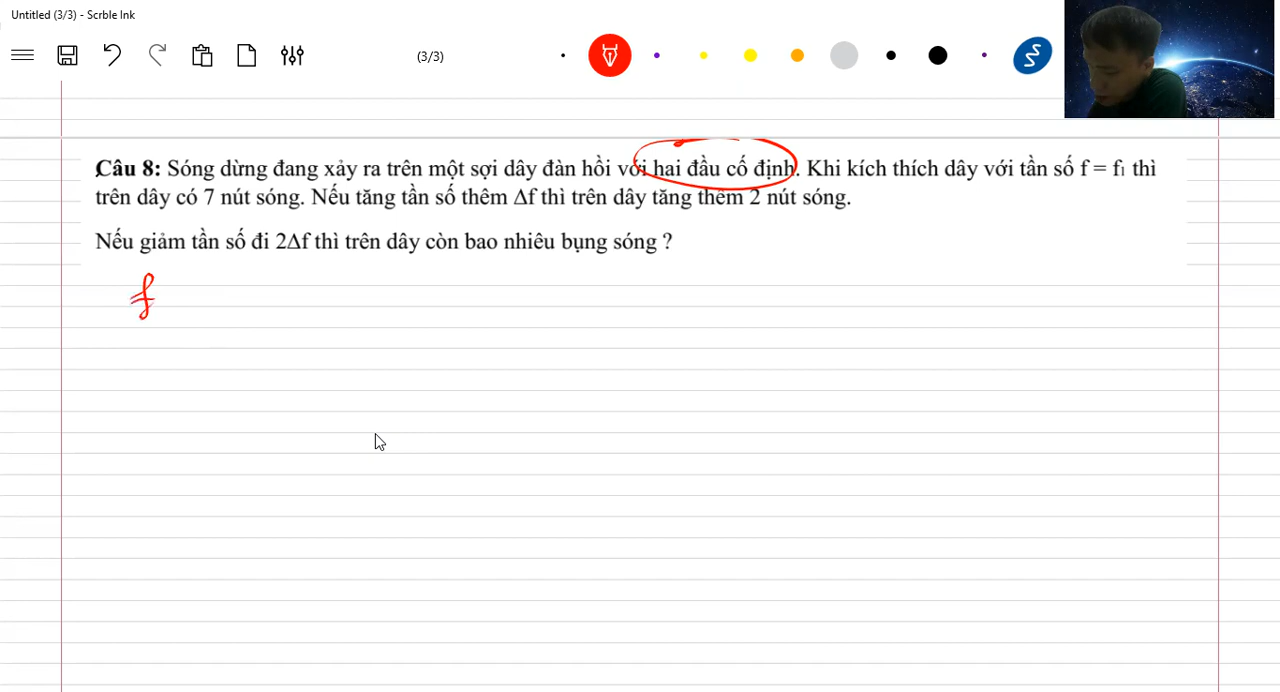 Untitled (3/3) - Scrble Ink
(3/3)
Câu 8: Sóng dừng đang xảy ra trên một sợi dây đàn hồi với hai đầu cố định. Khi kích thích dây với tần số f = f₁ thì
trên dây có 7 nút sóng. Nếu tăng tần số thêm Δf thì trên dây tăng thêm 2 nút sóng.
Nếu giảm tần số đi 2Δf thì trên dây còn bao nhiêu bụng sóng ?
f